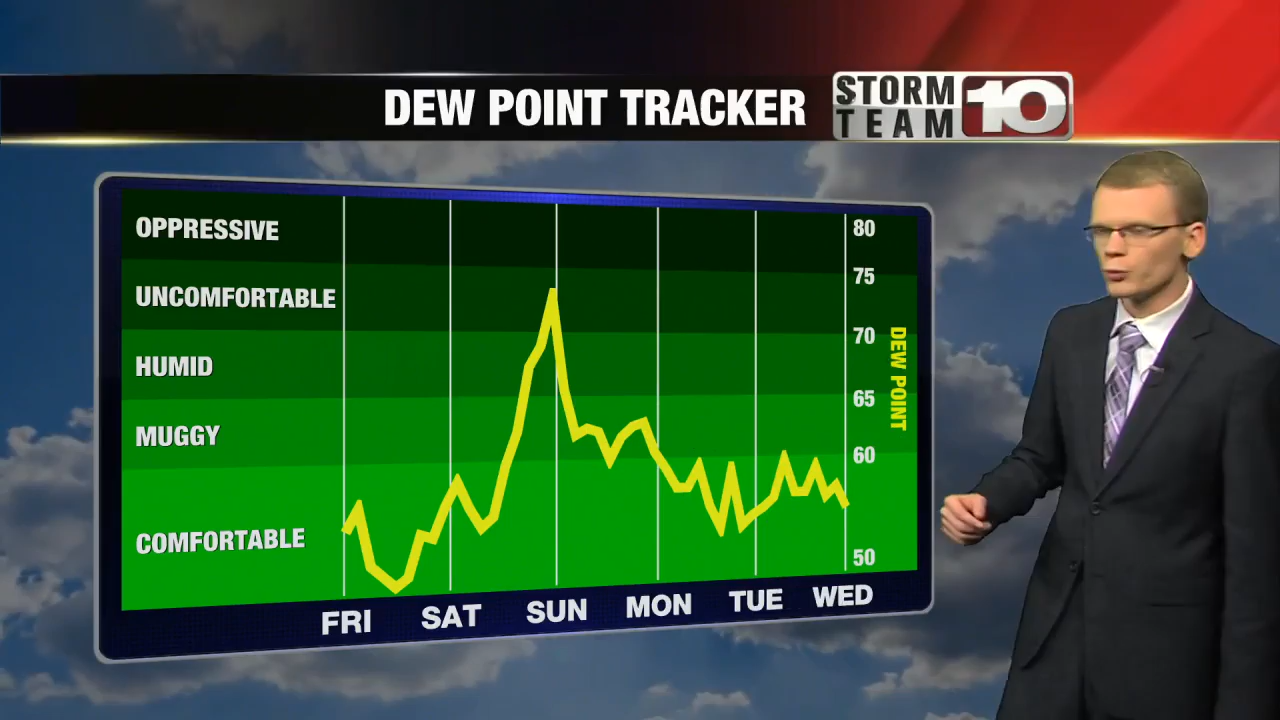 DEW POINT TRACKER
STORM
TEAM
10
OPPRESSIVE
UNCOMFORTABLE
HUMID
MUGGY
COMFORTABLE
80
75
70
65
60
50
DEW POINT
FRI SAT SUN MON TUE WED